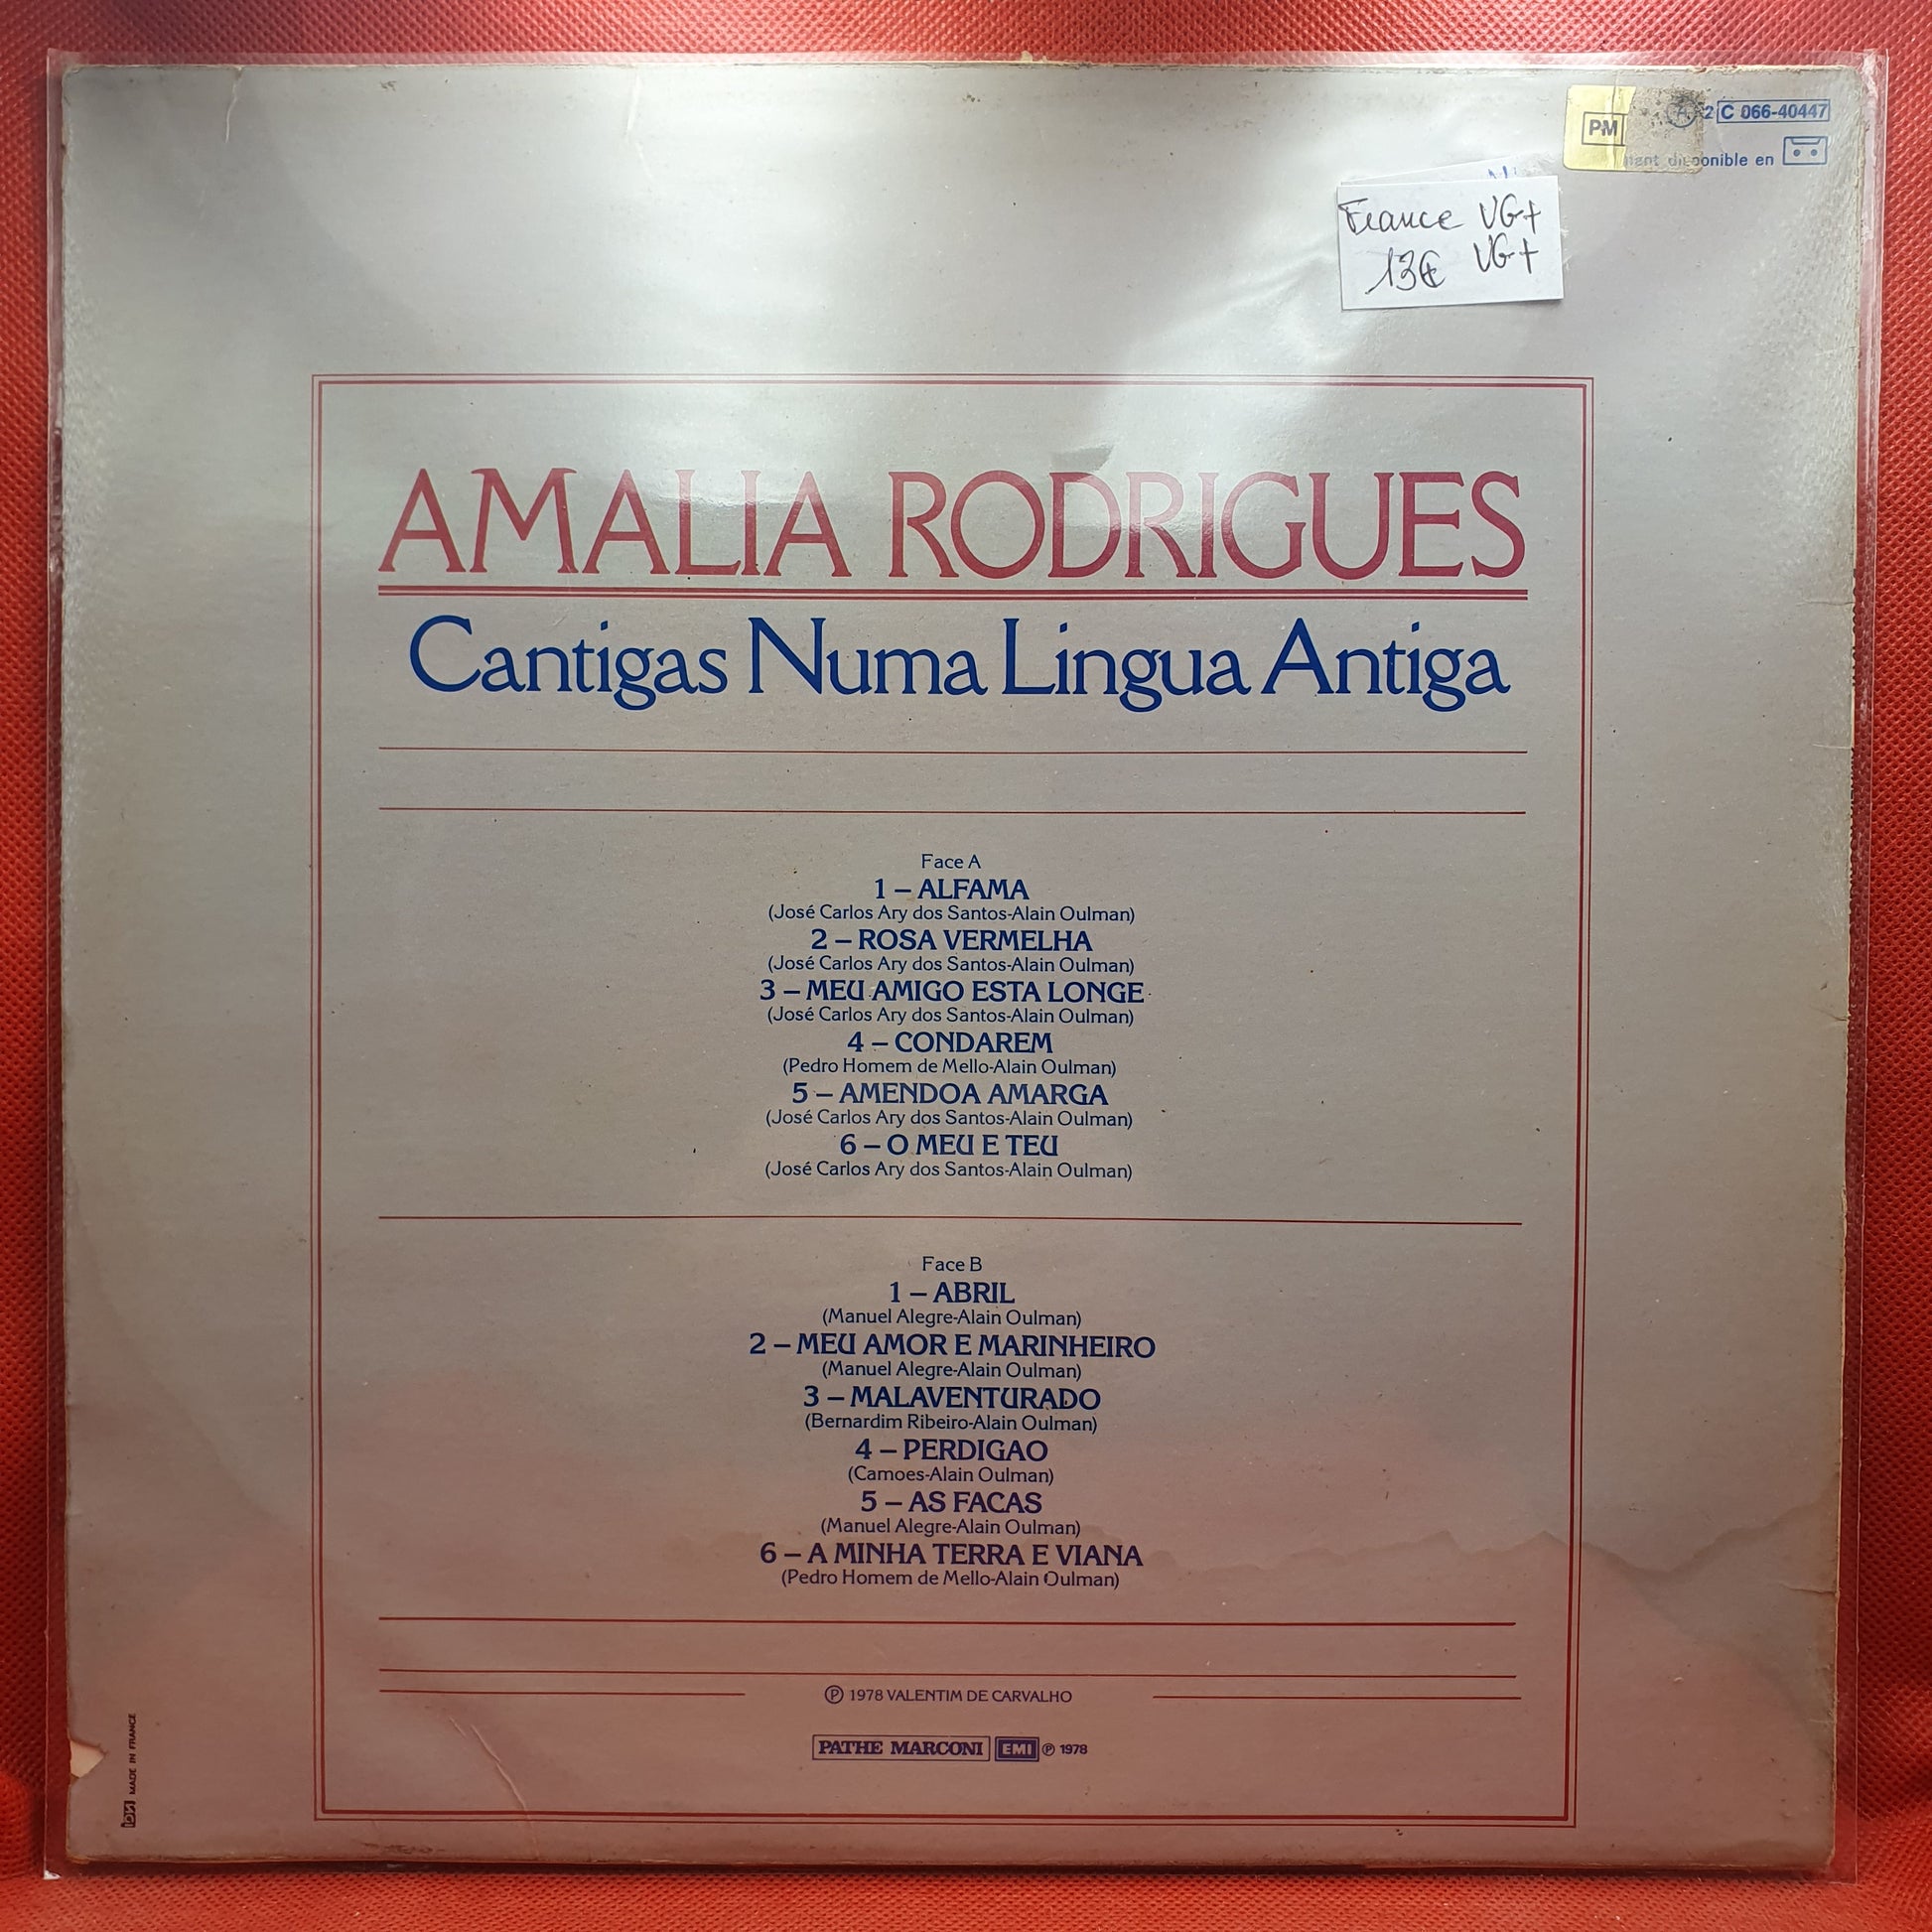 PM 2 C 066-40447
disponible en
France VG+
13€ VG+
AMALIA RODRIGUES
Cantigas Numa Lingua Antiga
Face A
1 – ALFAMA
(José Carlos Ary dos Santos-Alain Oulman)
2 – ROSA VERMELHA
(José Carlos Ary dos Santos-Alain Oulman)
3 – MEU AMIGO ESTA LONGE
(José Carlos Ary dos Santos-Alain Oulman)
4 – CONDAREM
(Pedro Homem de Mello-Alain Oulman)
5 – AMENDOA AMARGA
(José Carlos Ary dos Santos-Alain Oulman)
6 – O MEU E TEU
(José Carlos Ary dos Santos-Alain Oulman)
Face B
1 – ABRIL
(Manuel Alegre-Alain Oulman)
2 – MEU AMOR E MARINHEIRO
(Manuel Alegre-Alain Oulman)
3 – MALAVENTURADO
(Bernardim Ribeiro-Alain Oulman)
4 – PERDIGAO
(Camoes-Alain Oulman)
5 – AS FACAS
(Manuel Alegre-Alain Oulman)
6 – A MINHA TERRA E VIANA
(Pedro Homem de Mello-Alain Oulman)
℗ 1978 VALENTIM DE CARVALHO
PATHE MARCONI EMI ℗ 1978
MADE IN FRANCE